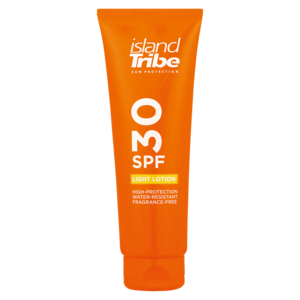 island
Tribe
SUN PROTECTION
30
SPF
LIGHT LOTION
HIGH-PROTECTION
WATER-RESISTANT
FRAGRANCE-FREE